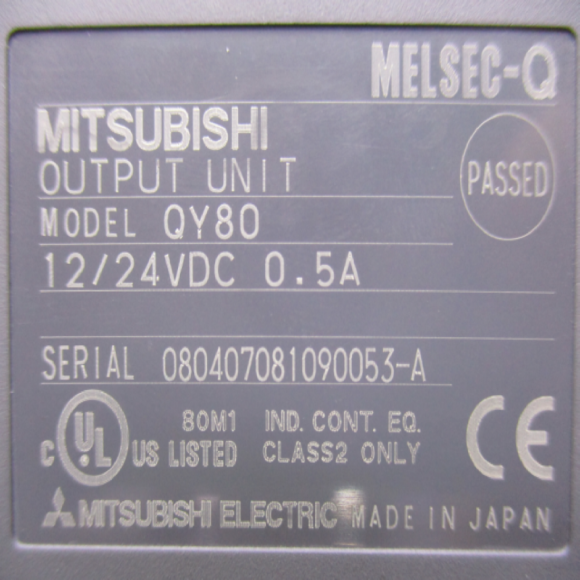 MELSEC-Q
MITSUBISHI
OUTPUT UNIT
PASSED
MODEL QY80
12/24VDC 0.5A
SERIAL 080407081090053-A
C UL US LISTED 80M1 IND. CONT. EQ.
CLASS2 ONLY
CE
MITSUBISHI ELECTRIC MADE IN JAPAN